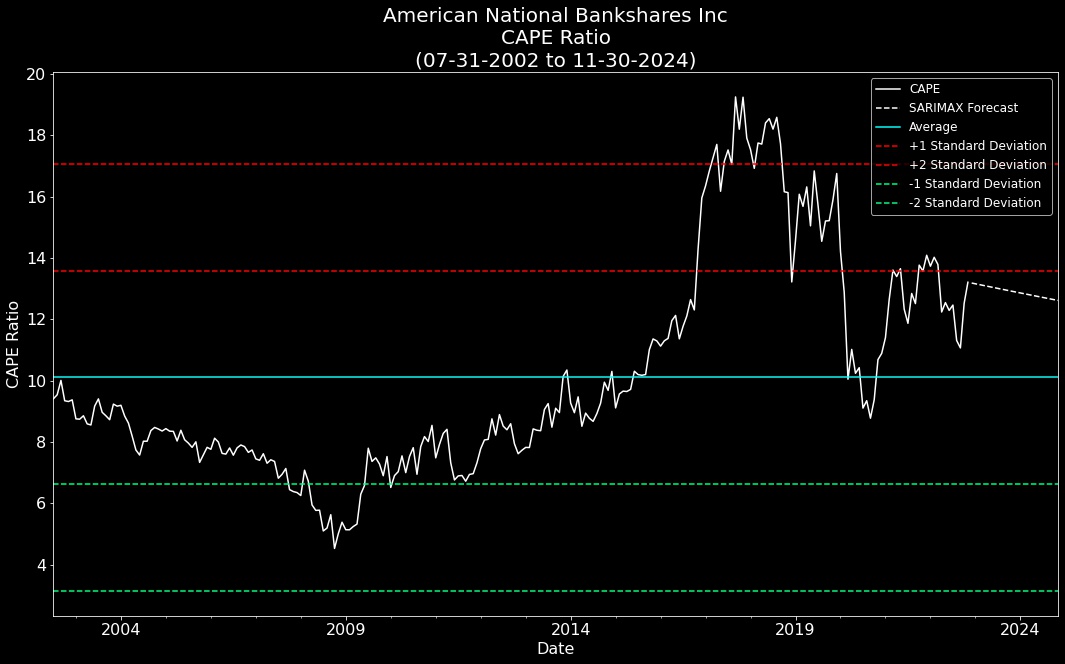 American National Bankshares Inc
CAPE Ratio
(07-31-2002 to 11-30-2024)
CAPE
SARIMAX Forecast
Average
+1 Standard Deviation
+2 Standard Deviation
-1 Standard Deviation
-2 Standard Deviation
CAPE Ratio
20
18
16
14
12
10
8
6
4
2004
2009
2014
2019
2024
Date